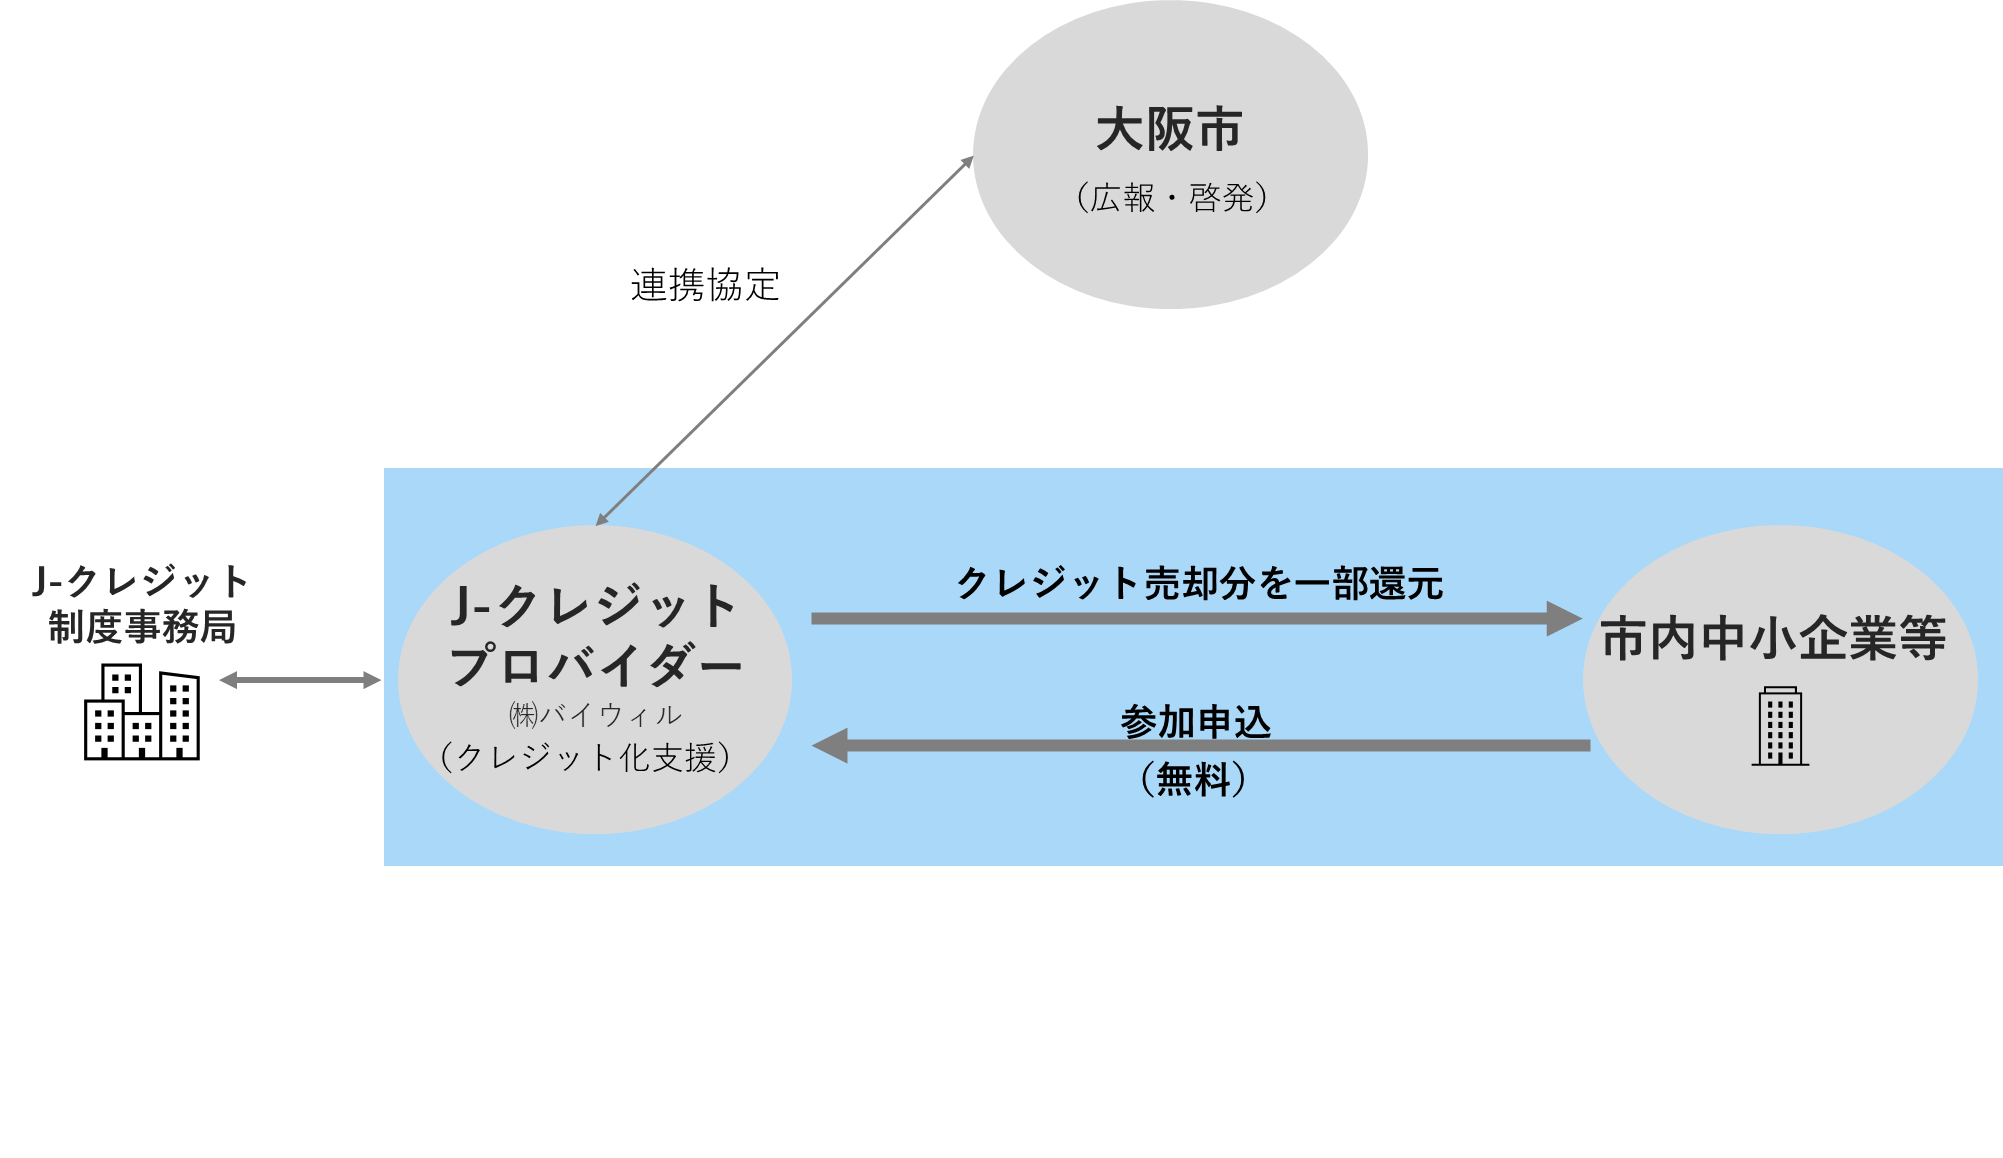 大阪市
（広報・啓発）
連携協定
J-クレジット
制度事務局
J-クレジット
プロバイダー
㈱バイウィル
（クレジット化支援）
クレジット売却分を一部還元
参加申込
（無料）
市内中小企業等